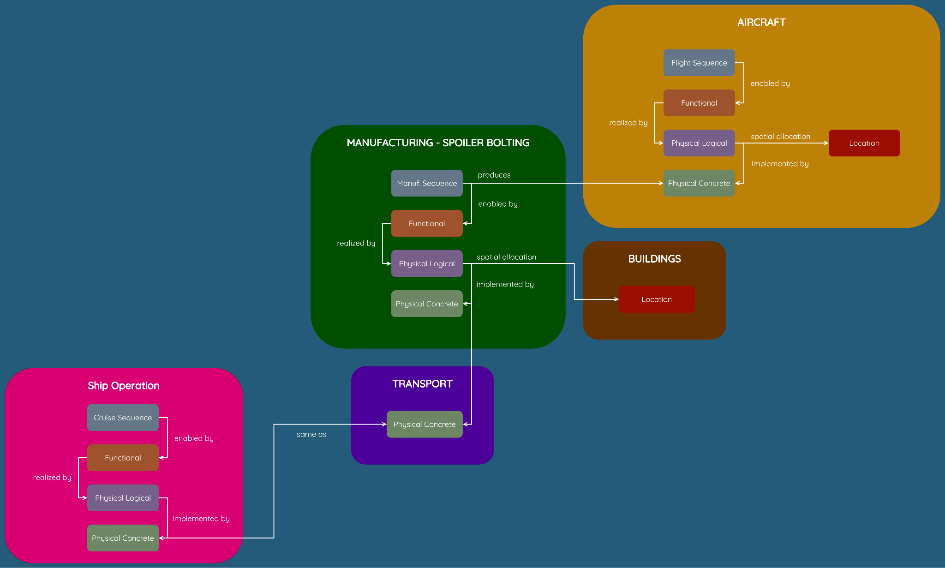 AIRCRAFT
Flight Sequence
enabled by
Functional
realized by
Physical Logical
spatial allocation
Location
implemented by
Physical Concrete
MANUFACTURING - SPOILER BOLTING
Manuf. Sequence
produces
enabled by
Functional
realized by
Physical Logical
spatial allocation
implemented by
Physical Concrete
BUILDINGS
Location
TRANSPORT
Physical Concrete
same as
Ship Operation
Cruise Sequence
enabled by
Functional
realized by
Physical Logical
implemented by
Physical Concrete